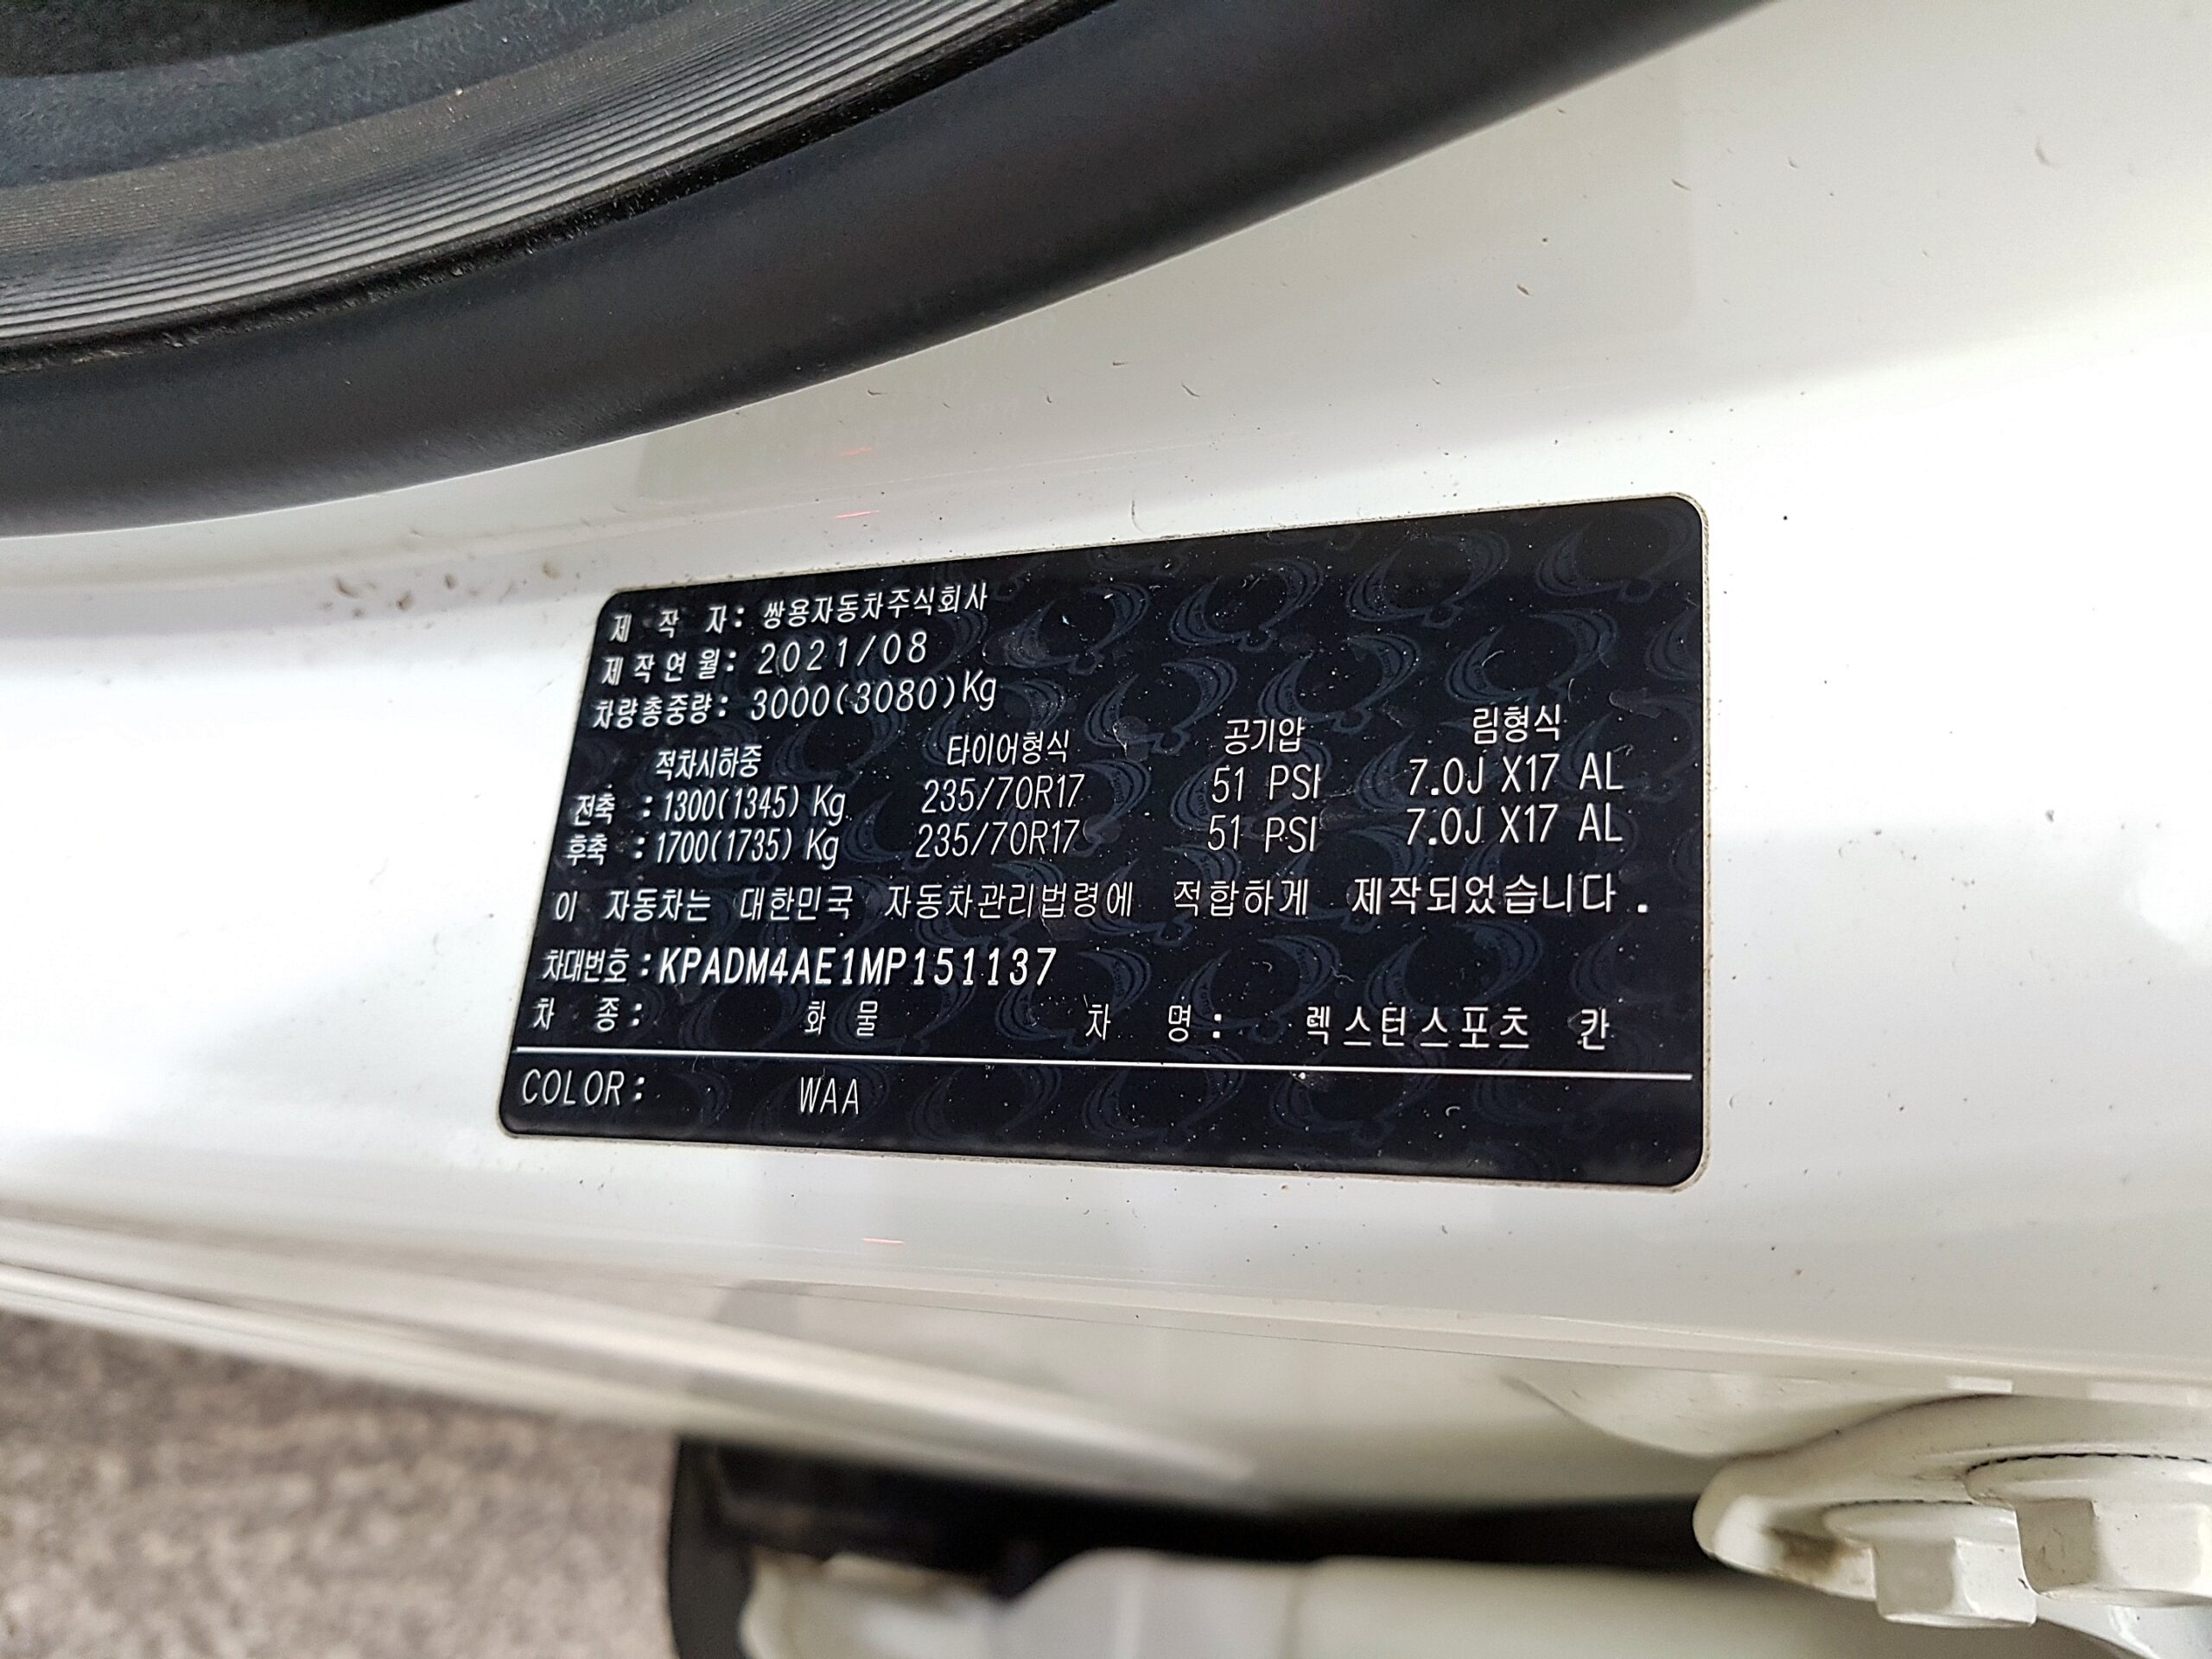 제 작 자: 쌍용자동차주식회사
제작연월: 2021/08
차량총중량: 3000(3080)Kg
적차시하중 타이어형식 공기압 림형식
전축 : 1300(1345) Kg 235/70R17 51 PSI 7.0J X17 AL
후축 : 1700(1735) Kg 235/70R17 51 PSI 7.0J X17 AL
이 자동차는 대한민국 자동차관리법령에 적합하게 제작되었습니다.
차대번호: KPADM4AE1MP151137
차 종: 화 물 차 명: 렉스턴스포츠 칸
COLOR: WAA